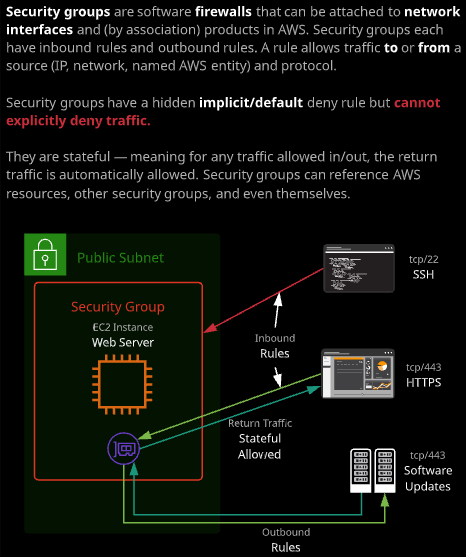 Security groups are software firewalls that can be attached to network
interfaces and (by association) products in AWS. Security groups each
have inbound rules and outbound rules. A rule allows traffic to or from a
source (IP, network, named AWS entity) and protocol.
Security groups have a hidden implicit/default deny rule but cannot
explicitly deny traffic.
They are stateful — meaning for any traffic allowed in/out, the return
traffic is automatically allowed. Security groups can reference AWS
resources, other security groups, and even themselves.
Public Subnet
Security Group
EC2 Instance
Web Server
tcp/22
SSH
Inbound
Rules
tcp/443
HTTPS
Return Traffic
Stateful
Allowed
tcp/443
Software
Updates
Outbound
Rules